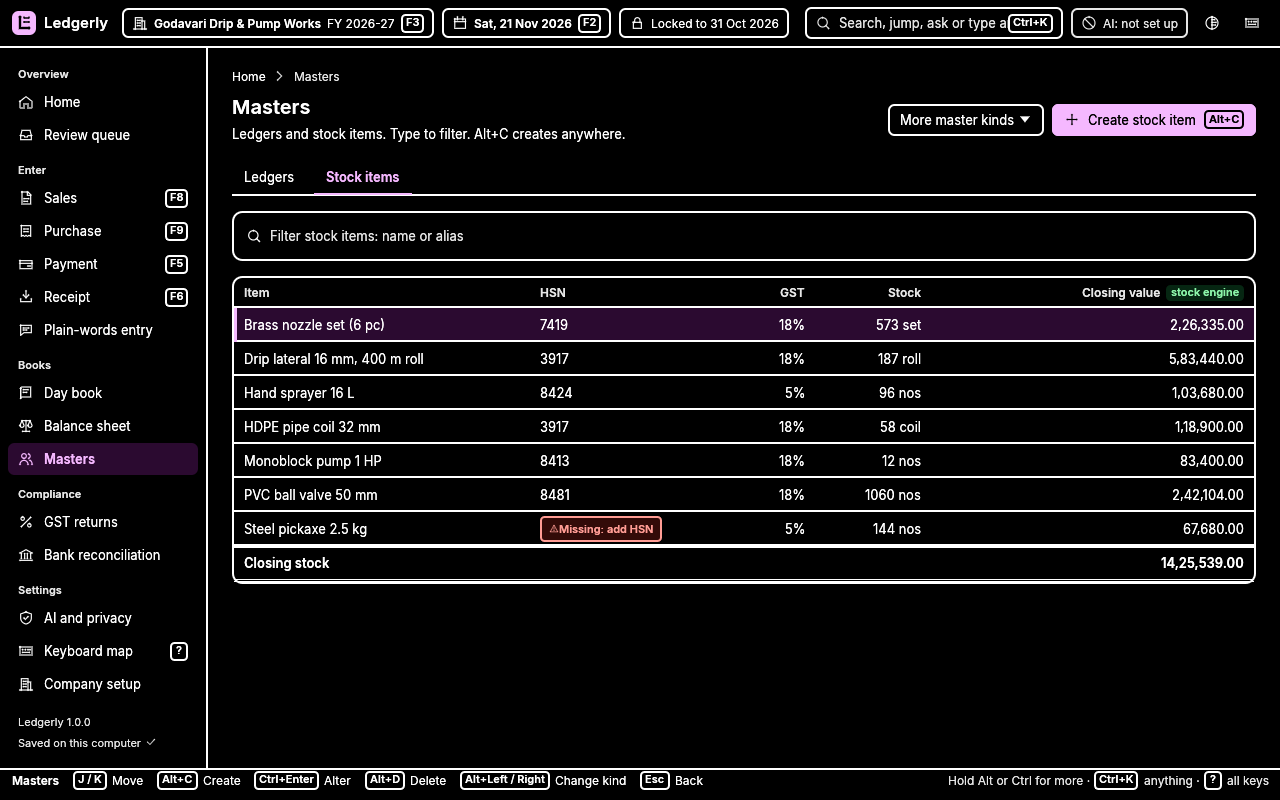 Ledgerly
Godavari Drip & Pump Works FY 2026-27 F3
Sat, 21 Nov 2026 F2
Locked to 31 Oct 2026
Search, jump, ask or type a Ctrl+K
AI: not set up
Overview
Home
Review queue
Enter
Sales F8
Purchase F9
Payment F5
Receipt F6
Plain-words entry
Books
Day book
Balance sheet
Masters
Compliance
GST returns
Bank reconciliation
Settings
AI and privacy
Keyboard map ?
Company setup
Ledgerly 1.0.0
Saved on this computer
Home > Masters
Masters
Ledgers and stock items. Type to filter. Alt+C creates anywhere.
More master kinds
Create stock item Alt+C
Ledgers Stock items
Filter stock items: name or alias
Item HSN GST Stock Closing value stock engine
Brass nozzle set (6 pc) 7419 18% 573 set 2,26,335.00
Drip lateral 16 mm, 400 m roll 3917 18% 187 roll 5,83,440.00
Hand sprayer 16 L 8424 5% 96 nos 1,03,680.00
HDPE pipe coil 32 mm 3917 18% 58 coil 1,18,900.00
Monoblock pump 1 HP 8413 18% 12 nos 83,400.00
PVC ball valve 50 mm 8481 18% 1060 nos 2,42,104.00
Steel pickaxe 2.5 kg ⚠Missing: add HSN 5% 144 nos 67,680.00
Closing stock 14,25,539.00
Masters J / K Move Alt+C Create Ctrl+Enter Alter Alt+D Delete Alt+Left / Right Change kind Esc Back
Hold Alt or Ctrl for more · Ctrl+K anything · ? all keys